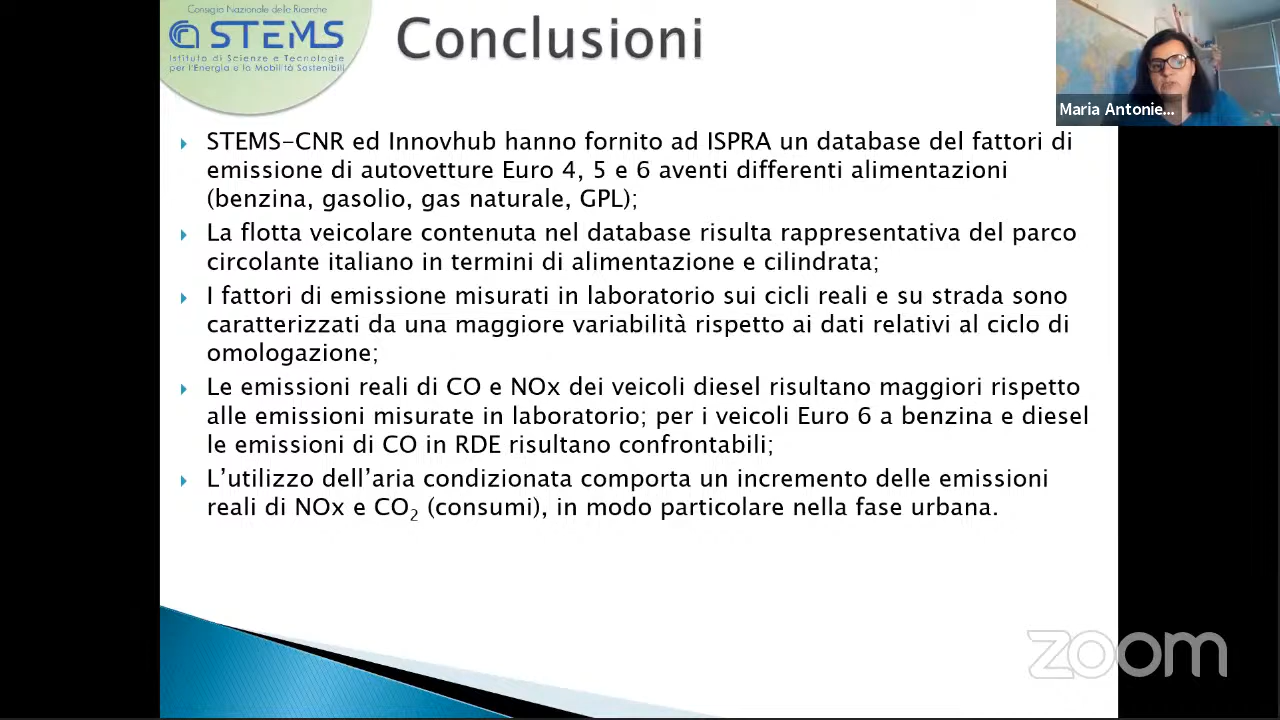 Consiglio Nazionale delle Ricerche
STEMS
Istituto di Scienze e Tecnologie
per l'Energia e la Mobilità Sostenibili
Conclusioni
Maria Antonie...
STEMS-CNR ed Innovhub hanno fornito ad ISPRA un database del fattori di
emissione di autovetture Euro 4, 5 e 6 aventi differenti alimentazioni
(benzina, gasolio, gas naturale, GPL);
La flotta veicolare contenuta nel database risulta rappresentativa del parco
circolante italiano in termini di alimentazione e cilindrata;
I fattori di emissione misurati in laboratorio sui cicli reali e su strada sono
caratterizzati da una maggiore variabilità rispetto ai dati relativi al ciclo di
omologazione;
Le emissioni reali di CO e NOx dei veicoli diesel risultano maggiori rispetto
alle emissioni misurate in laboratorio; per i veicoli Euro 6 a benzina e diesel
le emissioni di CO in RDE risultano confrontabili;
L’utilizzo dell’aria condizionata comporta un incremento delle emissioni
reali di NOx e CO₂ (consumi), in modo particolare nella fase urbana.
zoom